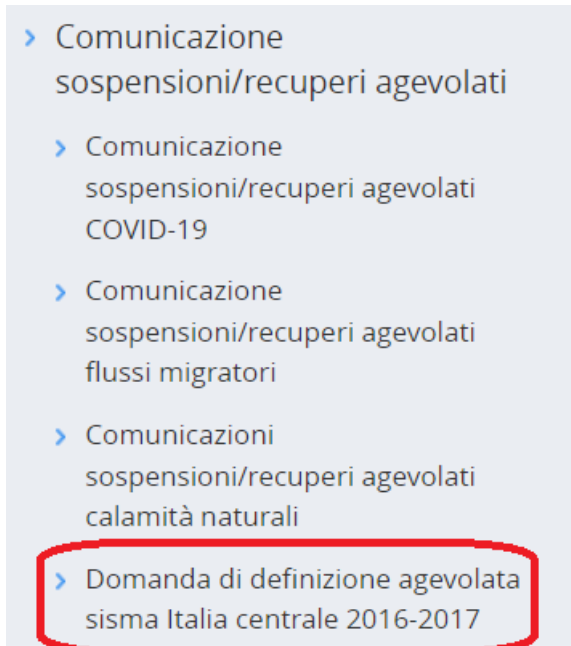 Comunicazione
sospensioni/recuperi agevolati
Comunicazione
sospensioni/recuperi agevolati
COVID-19
Comunicazione
sospensioni/recuperi agevolati
flussi migratori
Comunicazioni
sospensioni/recuperi agevolati
calamità naturali
Domanda di definizione agevolata
sisma Italia centrale 2016-2017